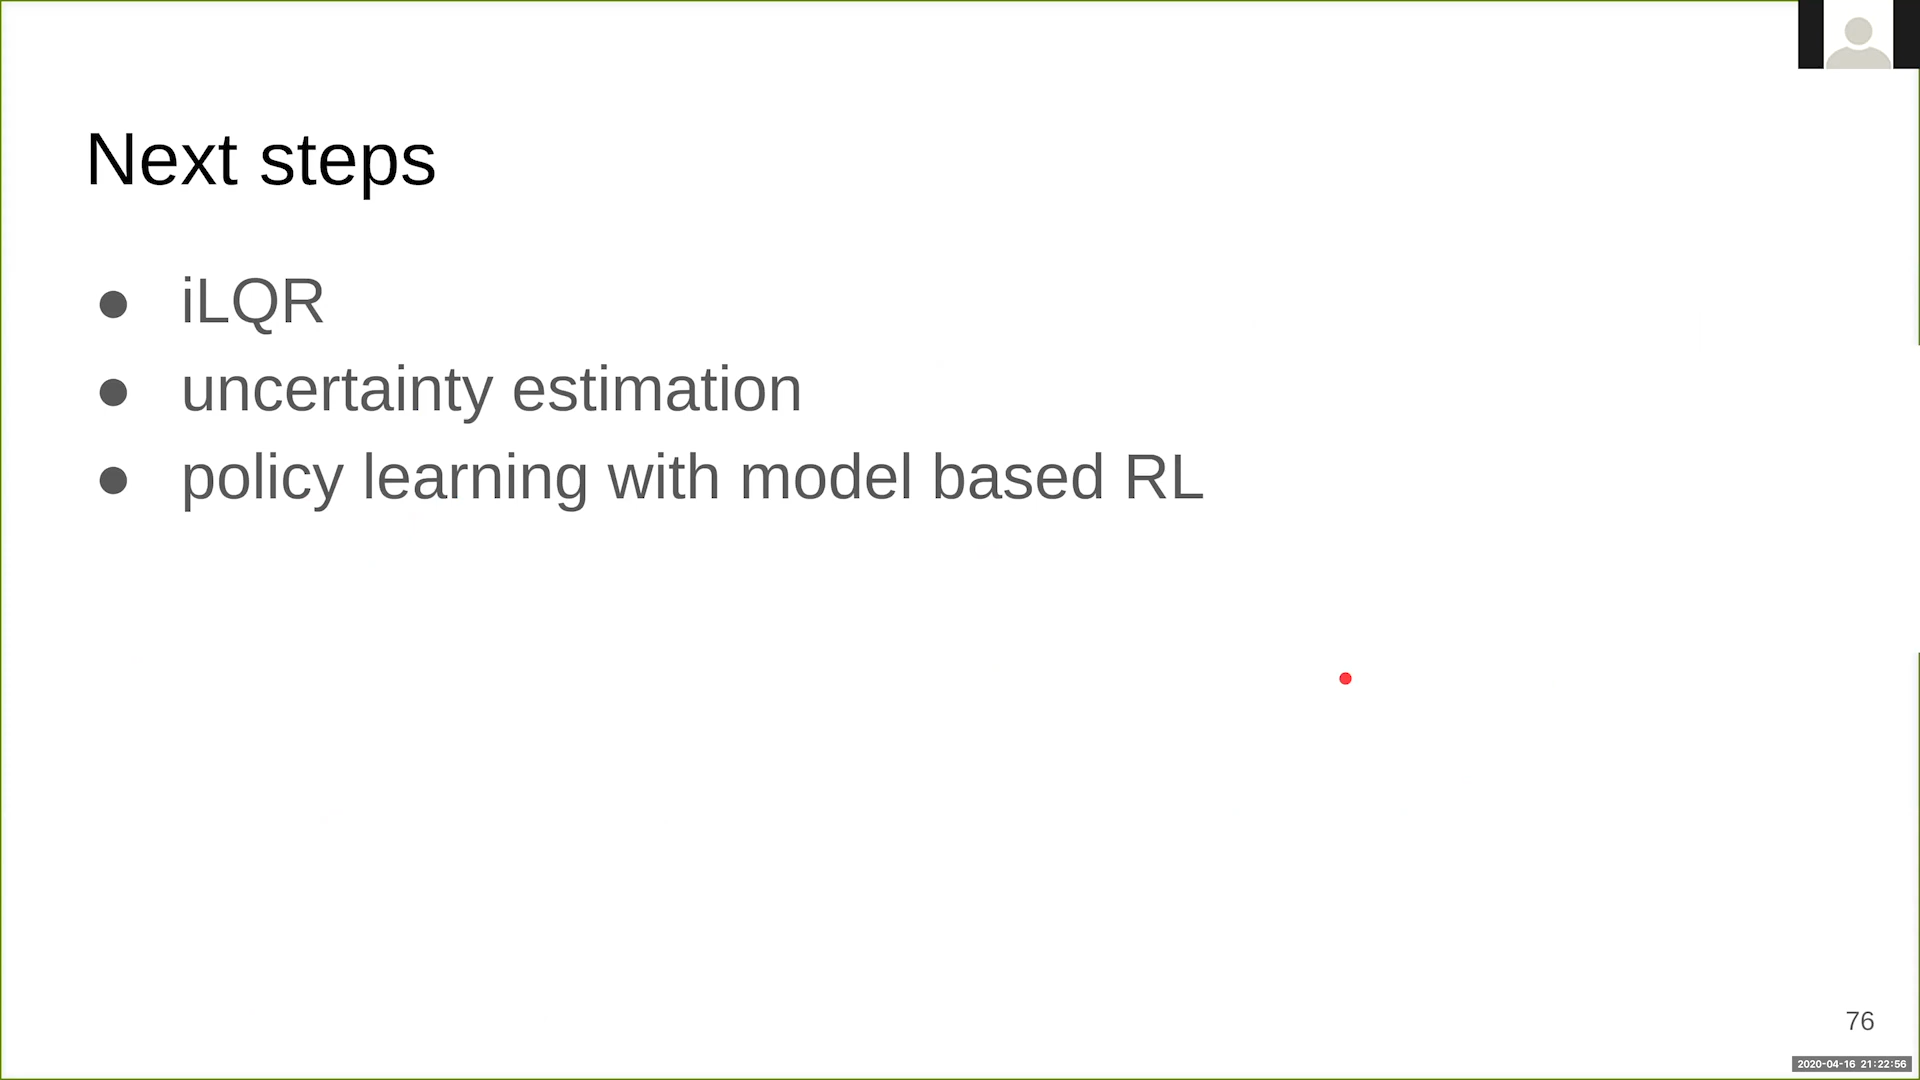 Next steps
● iLQR
● uncertainty estimation
● policy learning with model based RL
76
2020-04-16 21:22:56